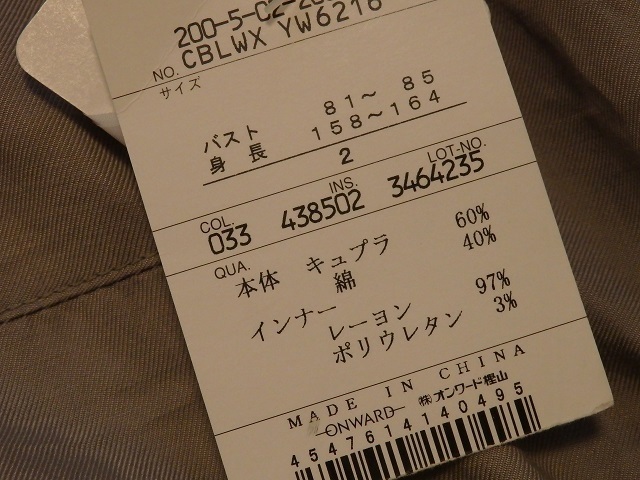 200-5-02-2
NO. CBLWX YW6216
サイズ
バスト 81～ 85
身長 158～164
2
COL. INS. LOT-NO.
033 438502 3464235
QUA.
本体 キュプラ 60%
綿 40%
インナー
レーヨン 97%
ポリウレタン 3%
MADE IN CHINA
ONWARD ㈱オンワード樫山
4547614140495